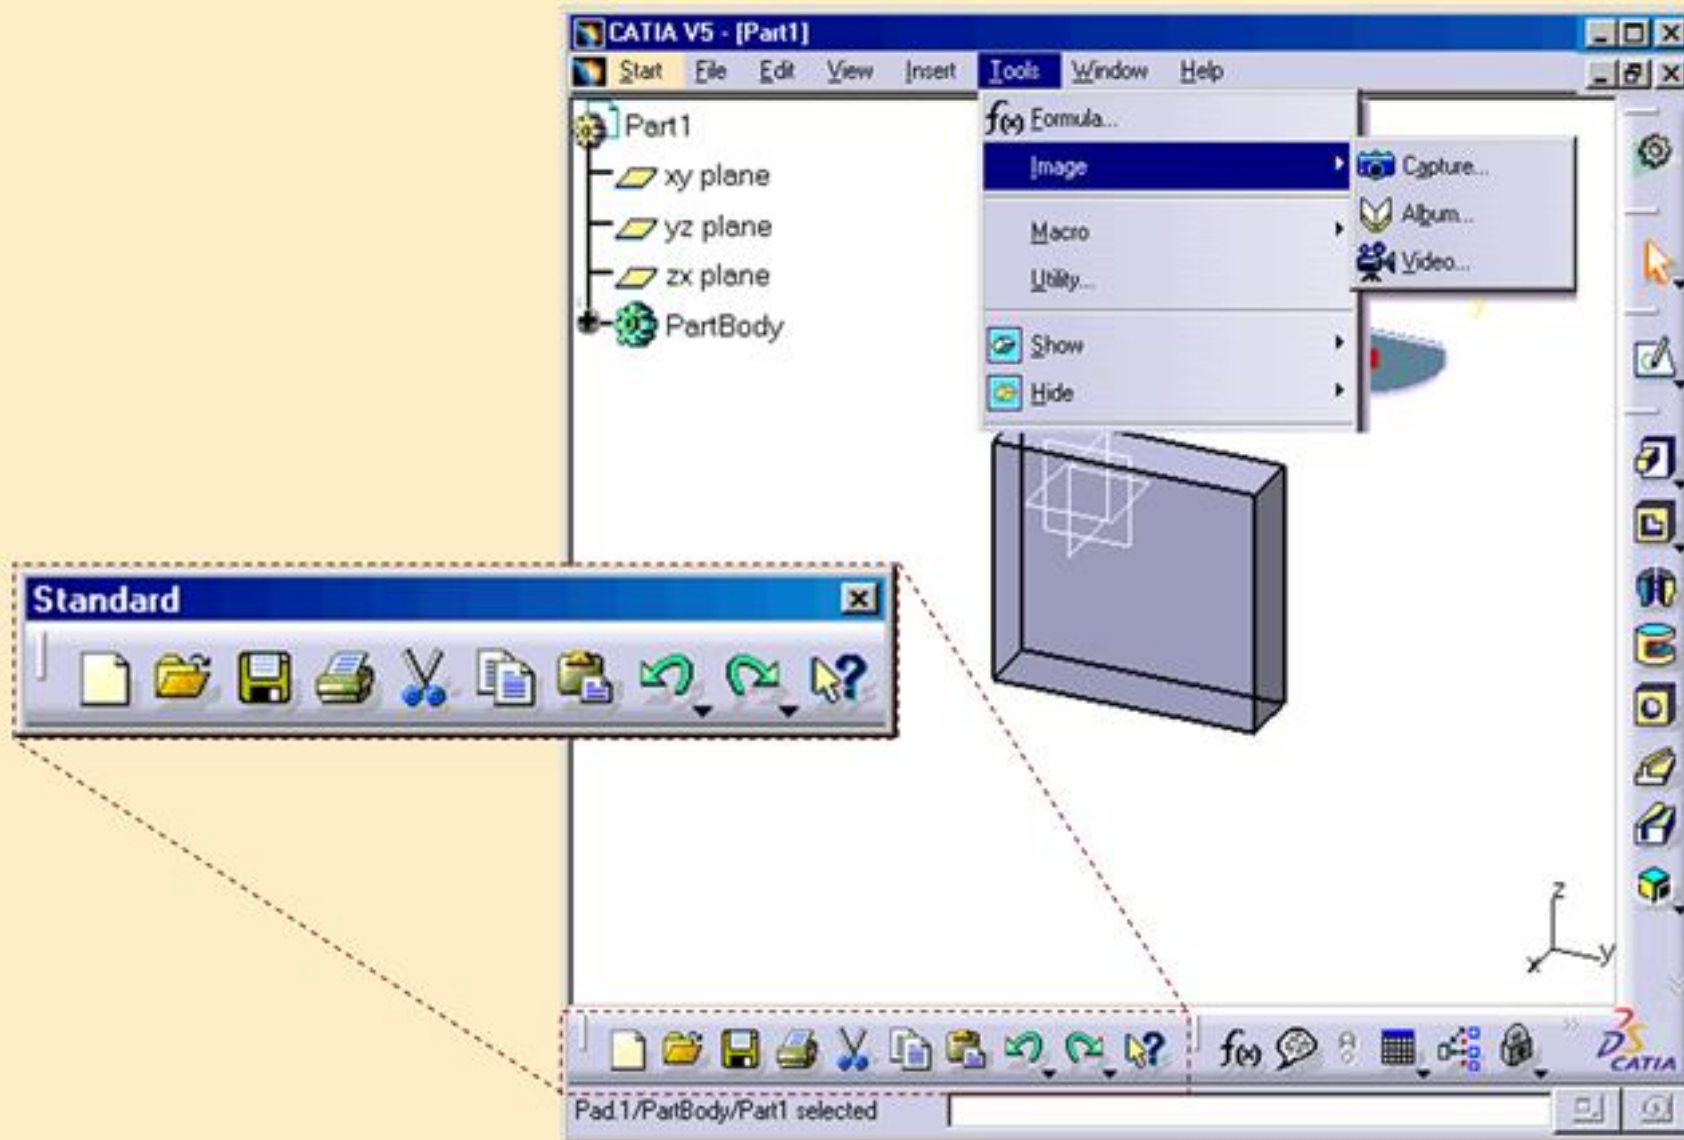 CATIA V5 - [Part1]
Start File Edit View Insert Tools Window Help
Part1
xy plane
yz plane
zx plane
PartBody
f(x) Formula...
Image
Macro
Utility...
Show
Hide
Capture...
Album...
Video...
Standard
?
z
x y
? f(x)
DS CATIA
Pad.1/PartBody/Part1 selected